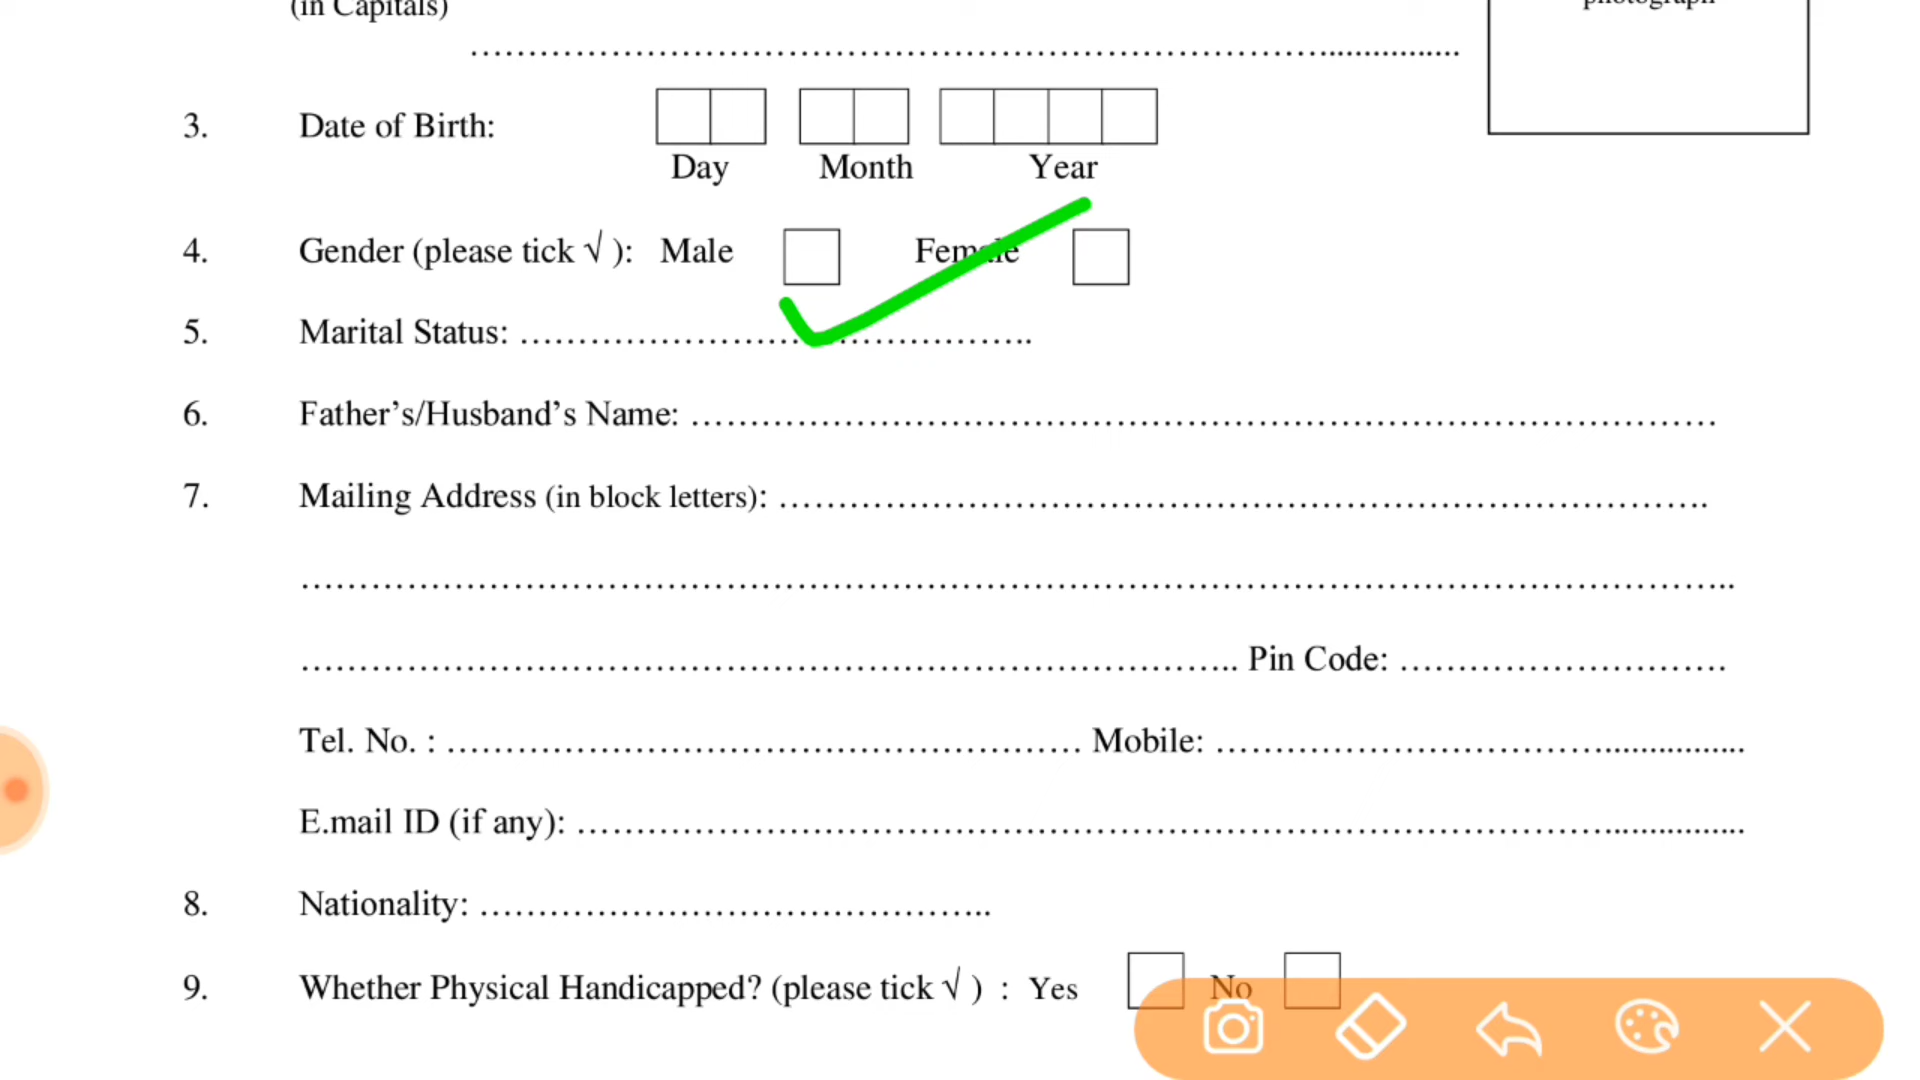 (in Capitals)
photograph
…………………………………………………………………...............
3. Date of Birth:
Day Month Year
4. Gender (please tick √ ): Male Female
5. Marital Status: ……………………………………..
6. Father’s/Husband’s Name: ……………………………………………………………………………
7. Mailing Address (in block letters): …………………………………………………………………….
…………………………………………………………………………………………………………..
…………………………………………………………………….. Pin Code: ……………………….
Tel. No. : ……………………………………………… Mobile: ……………………………...............
E.mail ID (if any): ……………………………………………………………………………...............
8. Nationality: ……………………………………..
9. Whether Physical Handicapped? (please tick √ ) : Yes No